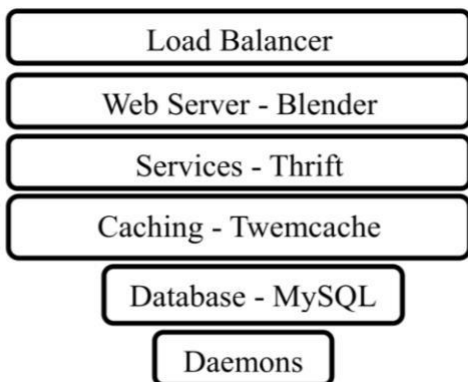 Load Balancer
Web Server - Blender
Services - Thrift
Caching - Twemcache
Database - MySQL
Daemons